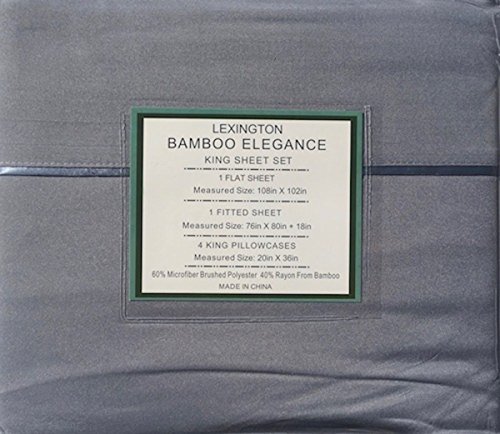 LEXINGTON
BAMBOO ELEGANCE
KING SHEET SET
1 FLAT SHEET
Measured Size: 108in X 102in
1 FITTED SHEET
Measured Size: 76in X 80in + 18in
4 KING PILLOWCASES
Measured Size: 20in X 36in
60% Microfiber Brushed Polyester 40% Rayon From Bamboo
MADE IN CHINA